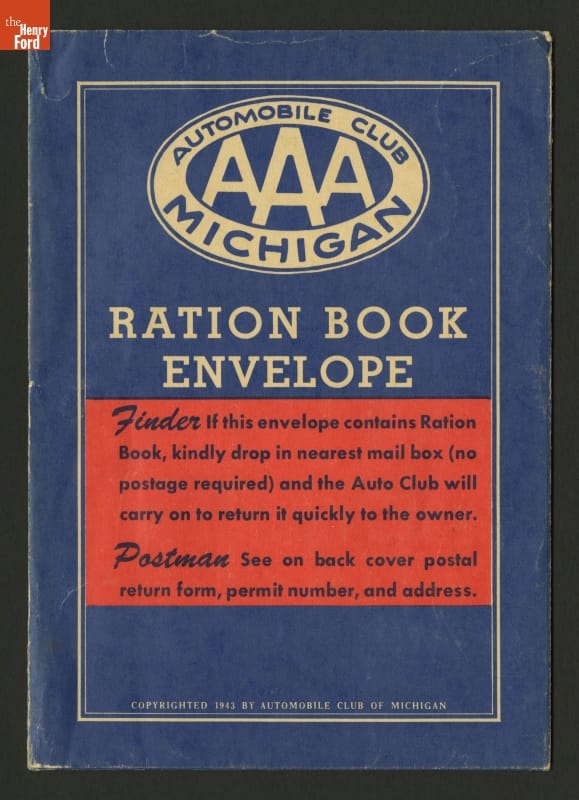 the
Henry
Ford
AUTOMOBILE CLUB
AAA
MICHIGAN
RATION BOOK
ENVELOPE
Finder If this envelope contains Ration
Book, kindly drop in nearest mail box (no
postage required) and the Auto Club will
carry on to return it quickly to the owner.
Postman See on back cover postal
return form, permit number, and address.
COPYRIGHTED 1943 BY AUTOMOBILE CLUB OF MICHIGAN